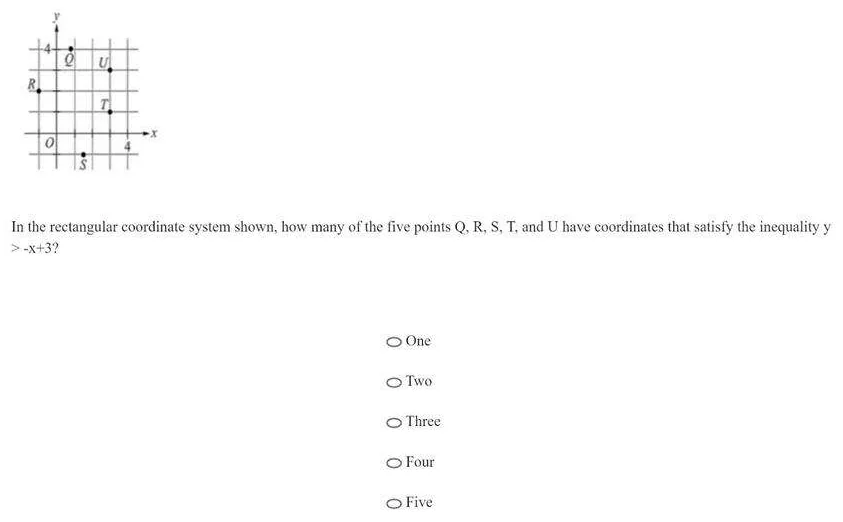 y
4
Q
U
R
T
x
O
4
S
In the rectangular coordinate system shown, how many of the five points Q, R, S, T, and U have coordinates that satisfy the inequality y
> -x+3?
One
Two
Three
Four
Five